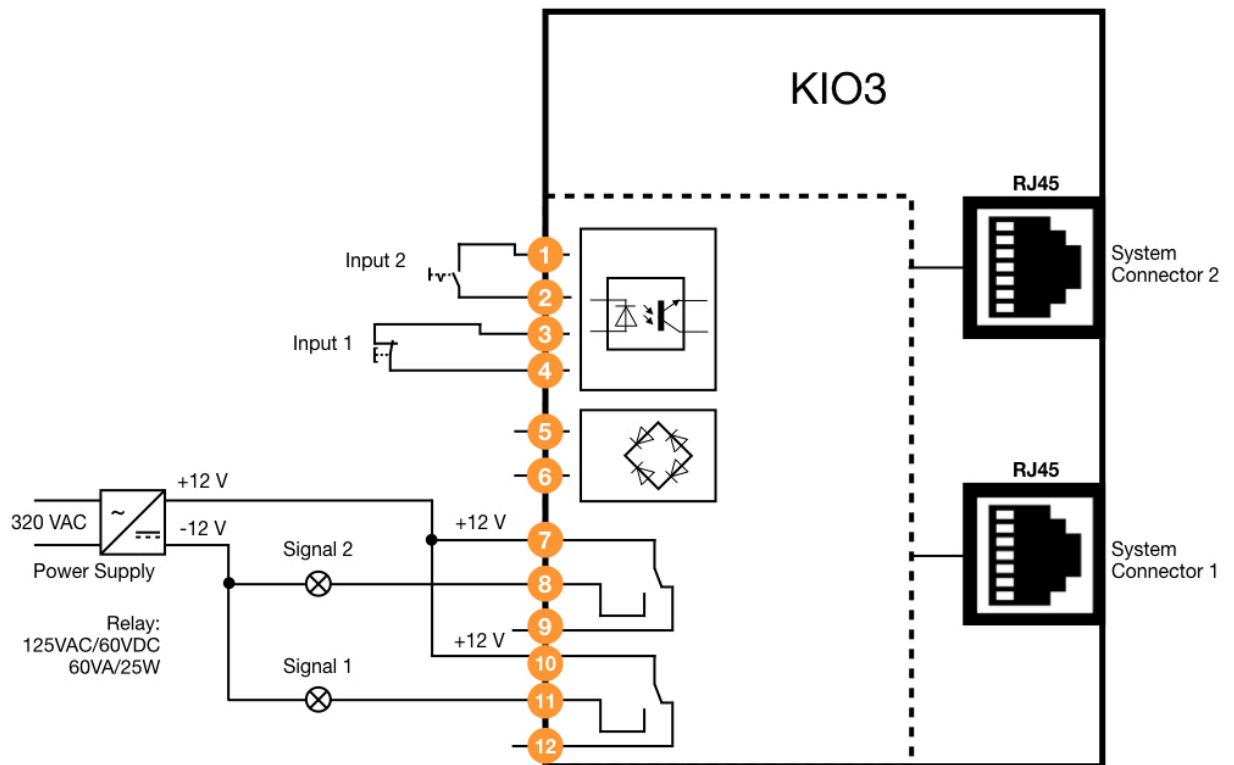 KIO3
RJ45
System
Connector 2
Input 2
1
2
Input 1
3
4
5
6
RJ45
System
Connector 1
+12 V
320 VAC
-12 V
Power Supply
+12 V
7
Signal 2
8
9
Relay:
125VAC/60VDC
60VA/25W
+12 V
10
Signal 1
11
12